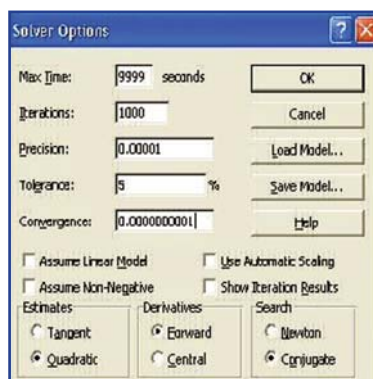 Solver Options
Max Time: 9999 seconds
OK
Iterations: 1000
Cancel
Precision: 0.00001
Load Model...
Tolerance: 5 %
Save Model...
Convergence: 0.0000000001
Help
Assume Linear Model
Use Automatic Scaling
Assume Non-Negative
Show Iteration Results
Estimates
Derivatives
Search
Tangent
Forward
Newton
Quadratic
Central
Conjugate